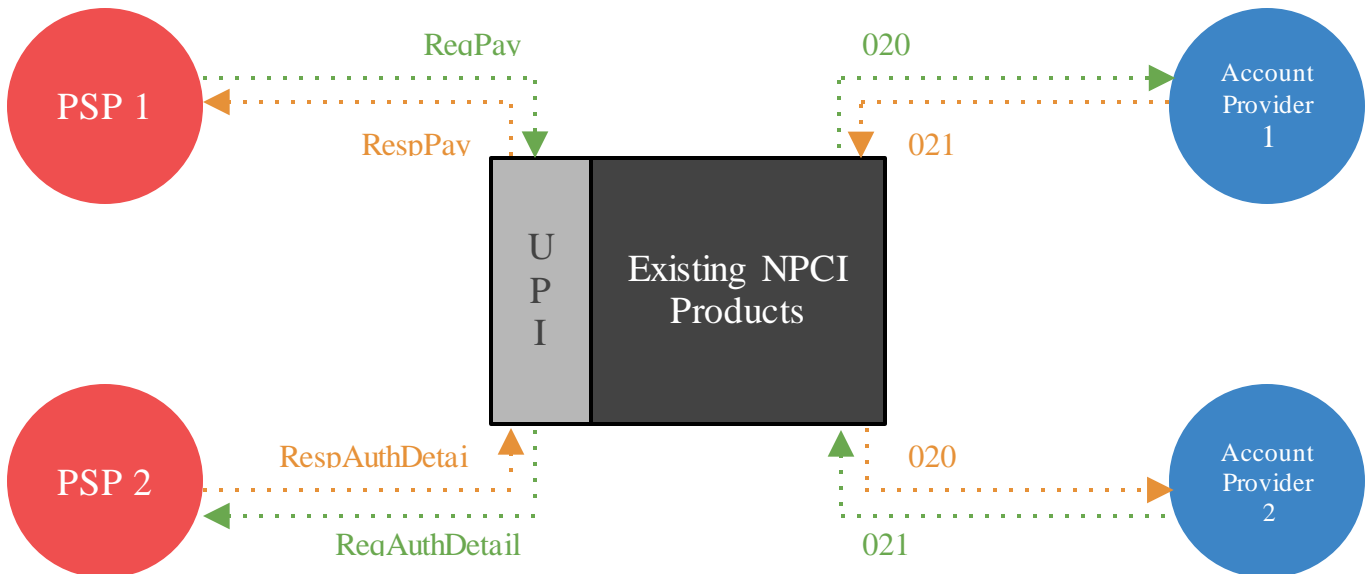 ReqPay
020
PSP 1
Account
Provider
1
RespPay
021
U
P
I
Existing NPCI
Products
RespAuthDetai
020
PSP 2
Account
Provider
2
ReqAuthDetail
021